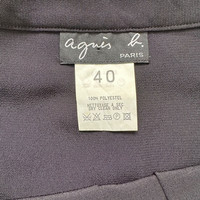 agnès b.
PARIS
40
100% POLYESTER
NETTOYAGE A SEC
DRY CLEAN ONLY